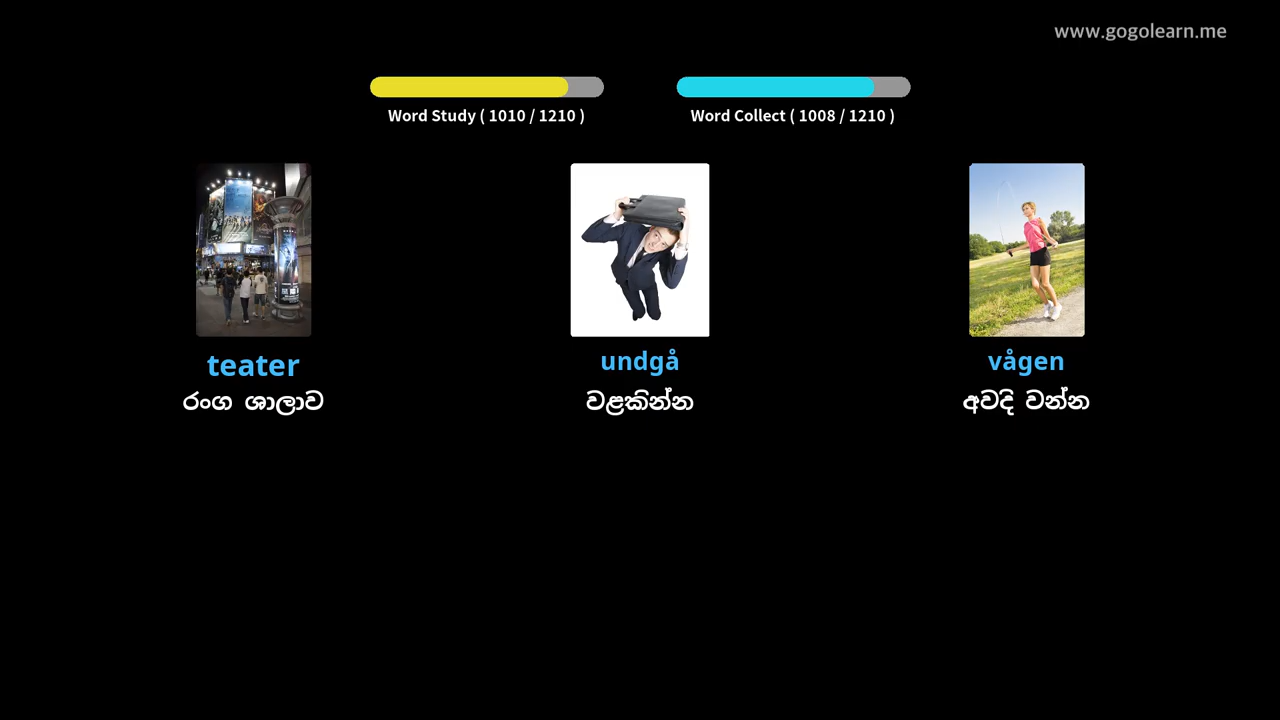 www.gogolearn.me
Word Study ( 1010 / 1210 )
Word Collect ( 1008 / 1210 )
teater
undgå
vågen
රංග ශාලාව
වළකින්න
අවදි වන්න